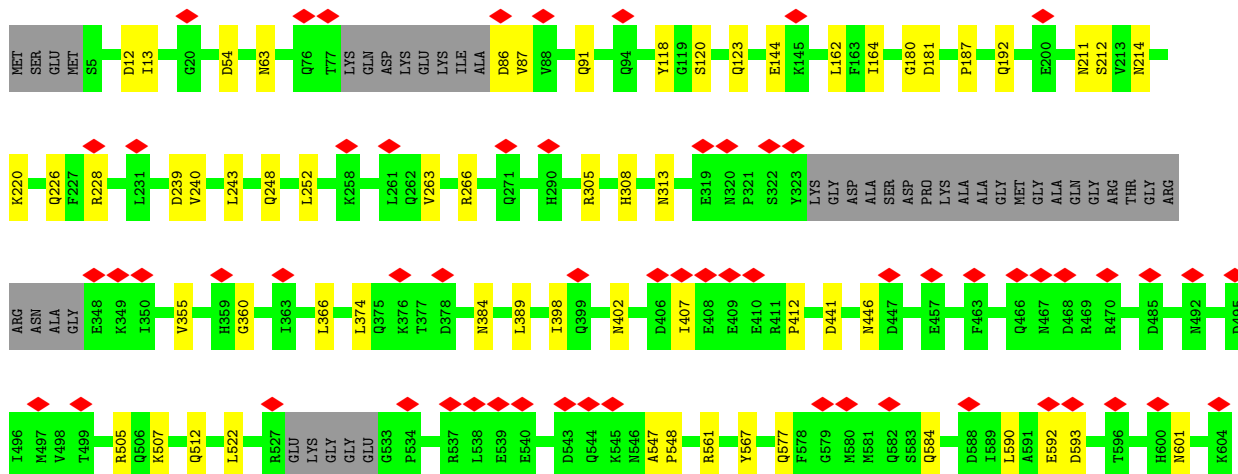 MET SER GLU MET S5 D12 I13 G20 D54 N63 Q76 T77 LYS GLN ASP LYS GLU LYS ILE ALA D86 V87 V88 Q91 Q94 Y118 G119 S120 Q123 E144 K145 L162 F163 I164 G180 D181 P187 Q192 E200 N211 S212 V213 N214
K220 Q226 F227 R228 L231 D239 V240 L243 Q248 L252 K258 L261 Q262 V263 R266 Q271 H290 R305 H308 N313 E319 N320 P321 S322 Y323 LYS GLY ASP ALA SER ASP PRO LYS ALA ALA GLY MET GLY ALA GLN GLY ARG THR GLY ARG
ARG ASN ALA GLY E348 K349 I350 V355 H359 G360 I363 L366 L374 Q375 K376 T377 D378 N384 L389 I398 Q399 N402 D406 I407 E408 E409 E410 R411 P412 D441 N446 D447 E457 F463 Q466 N467 D468 R469 R470 D485 N492 D495
I496 M497 V498 T499 R505 Q506 K507 Q512 L522 R527 GLU LYS GLY GLY GLU G533 P534 R537 L538 E539 E540 D543 Q544 K545 N546 A547 P548 R561 Y567 Q577 F578 G579 M580 M581 Q582 S583 Q584 D588 I589 L590 A591 E592 D593 T596 H600 N601 K604